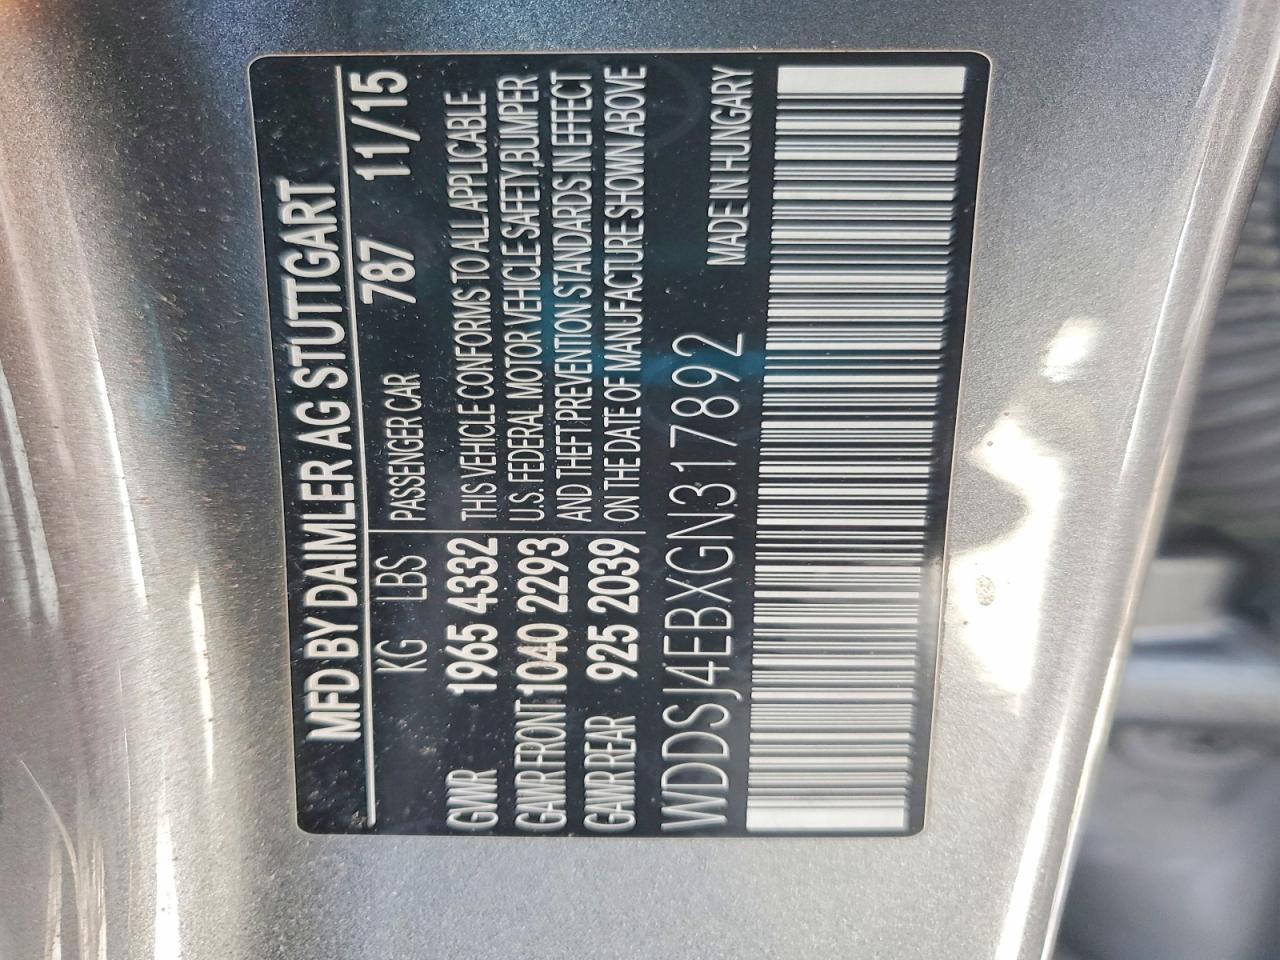 MFD BY DAIMLER AG STUTTGART
KG LBS 787 11/15
PASSENGER CAR
GVWR 1965 4332 THIS VEHICLE CONFORMS TO ALL APPLICABLE
GAWR FRONT 1040 2293 U.S. FEDERAL MOTOR VEHICLE SAFETY,BUMPER
AND THEFT PREVENTION STANDARDS IN EFFECT
GAWR REAR 925 2039 ON THE DATE OF MANUFACTURE SHOWN ABOVE
WDDSJ4EBXGN317892 MADE IN HUNGARY